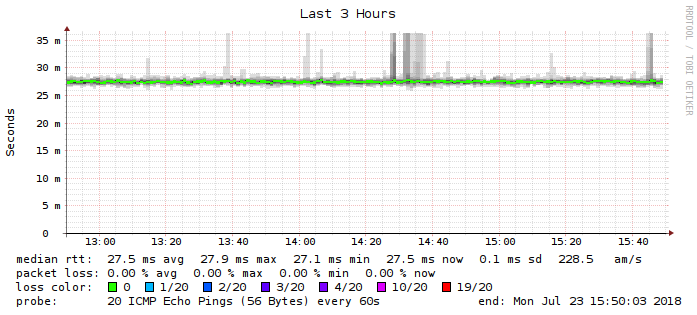 Last 3 Hours
RRDTOOL / TOBI OETIKER
Seconds
35 m
30 m
25 m
20 m
15 m
10 m
5 m
0
13:00 13:20 13:40 14:00 14:20 14:40 15:00 15:20 15:40
median rtt: 27.5 ms avg 27.9 ms max 27.1 ms min 27.5 ms now 0.1 ms sd 228.5 am/s
packet loss: 0.00 % avg 0.00 % max 0.00 % min 0.00 % now
loss color: 0 1/20 2/20 3/20 4/20 10/20 19/20
probe: 20 ICMP Echo Pings (56 Bytes) every 60s end: Mon Jul 23 15:50:03 2018